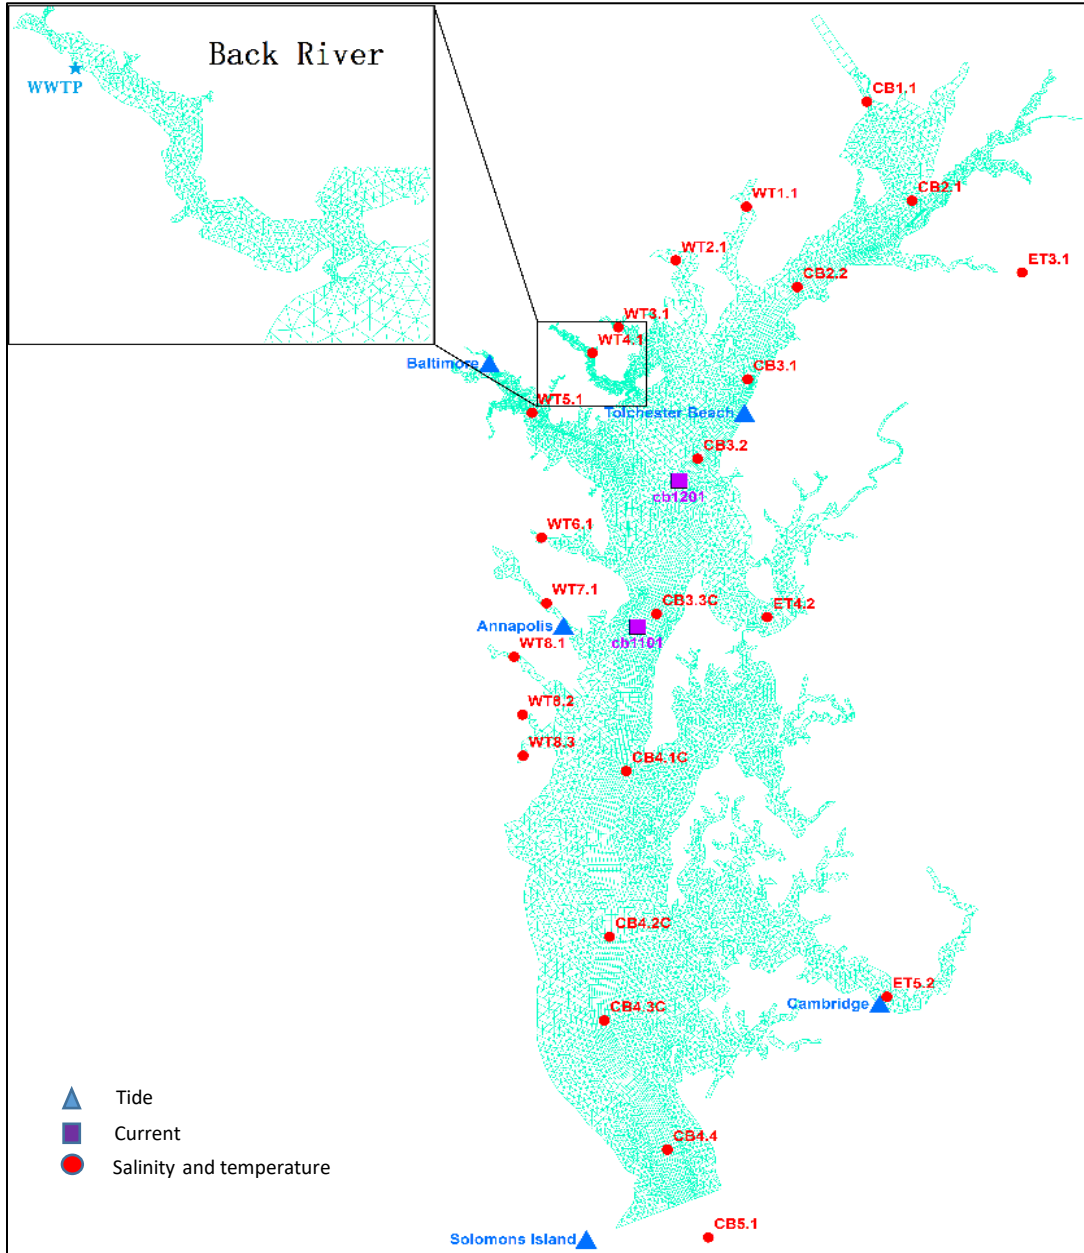 Back River
WWTP
CB1.1
CB2.1
WT1.1
WT2.1
ET3.1
CB2.2
WT3.1
WT4.1
Baltimore
CB3.1
WT5.1
Tolchester Beach
CB3.2
cb1201
WT6.1
WT7.1
CB3.3C
ET4.2
Annapolis
cb1101
WT8.1
WT8.2
WT8.3
CB4.1C
CB4.2C
ET5.2
Cambridge
CB4.3C
Tide
Current
CB4.4
Salinity and temperature
CB5.1
Solomons Island